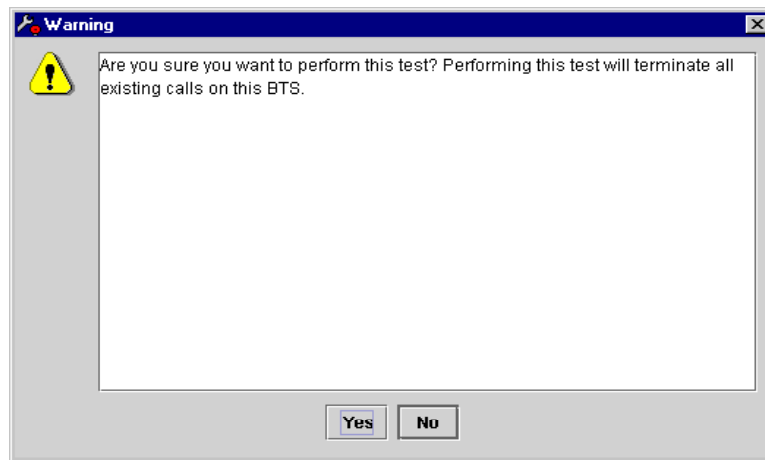 Warning
Are you sure you want to perform this test? Performing this test will terminate all
existing calls on this BTS.
Yes No